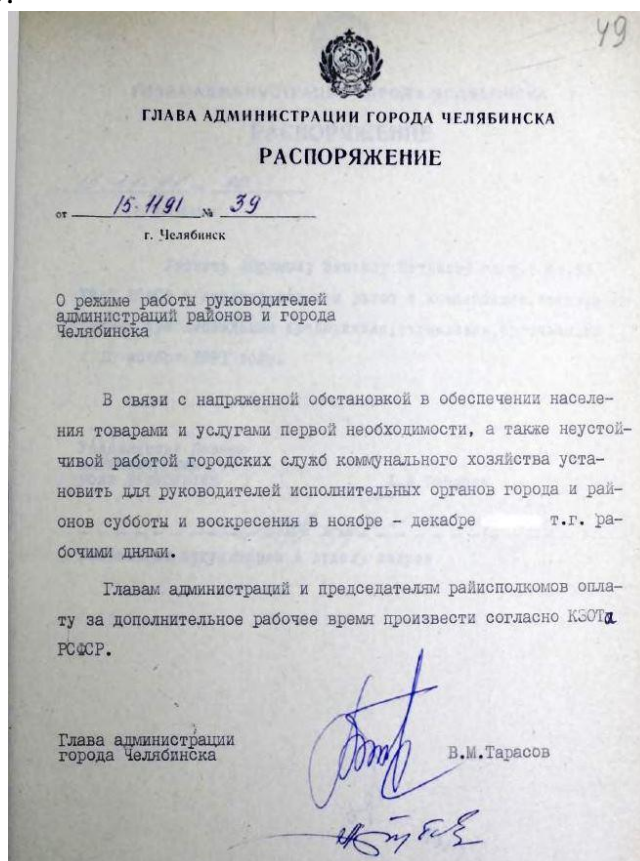 49
ГЛАВА АДМИНИСТРАЦИИ ГОРОДА ЧЕЛЯБИНСКА
РАСПОРЯЖЕНИЕ
от 15.1191 № 39
г. Челябинск
О режиме работы руководителей
администраций районов и города
Челябинска
В связи с напряженной обстановкой в обеспечении населе-
ния товарами и услугами первой необходимости, а также неустой-
чивой работой городских служб коммунального хозяйства уста-
новить для руководителей исполнительных органов города и рай-
онов субботы и воскресения в ноябре - декабре т.г. ра-
бочими днями.
Главам администраций и председателям райисполкомов опла-
ту за дополнительное рабочее время произвести согласно КЗОТа
РСФСР.
Глава администрации
города Челябинска В.М.Тарасов